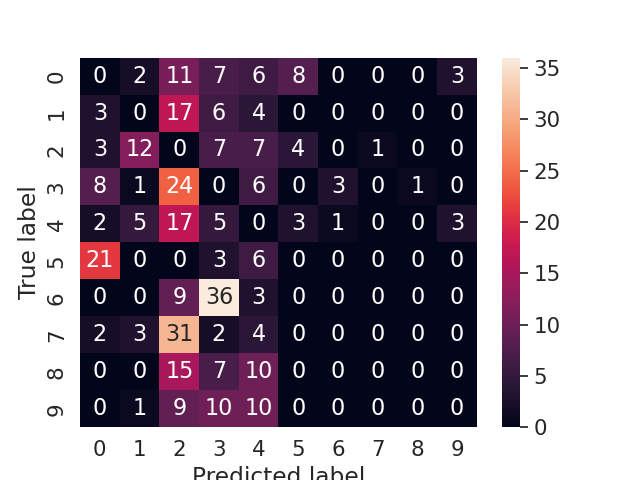 0 0 2 11 7 6 8 0 0 0 3
1 3 0 17 6 4 0 0 0 0 0
2 3 12 0 7 7 4 0 1 0 0
3 8 1 24 0 6 0 3 0 1 0
4 2 5 17 5 0 3 1 0 0 3
5 21 0 0 3 6 0 0 0 0 0
6 0 0 9 36 3 0 0 0 0 0
7 2 3 31 2 4 0 0 0 0 0
8 0 0 15 7 10 0 0 0 0 0
9 0 1 9 10 10 0 0 0 0 0
0 1 2 3 4 5 6 7 8 9
Predicted label
True label
35
30
25
20
15
10
5
0